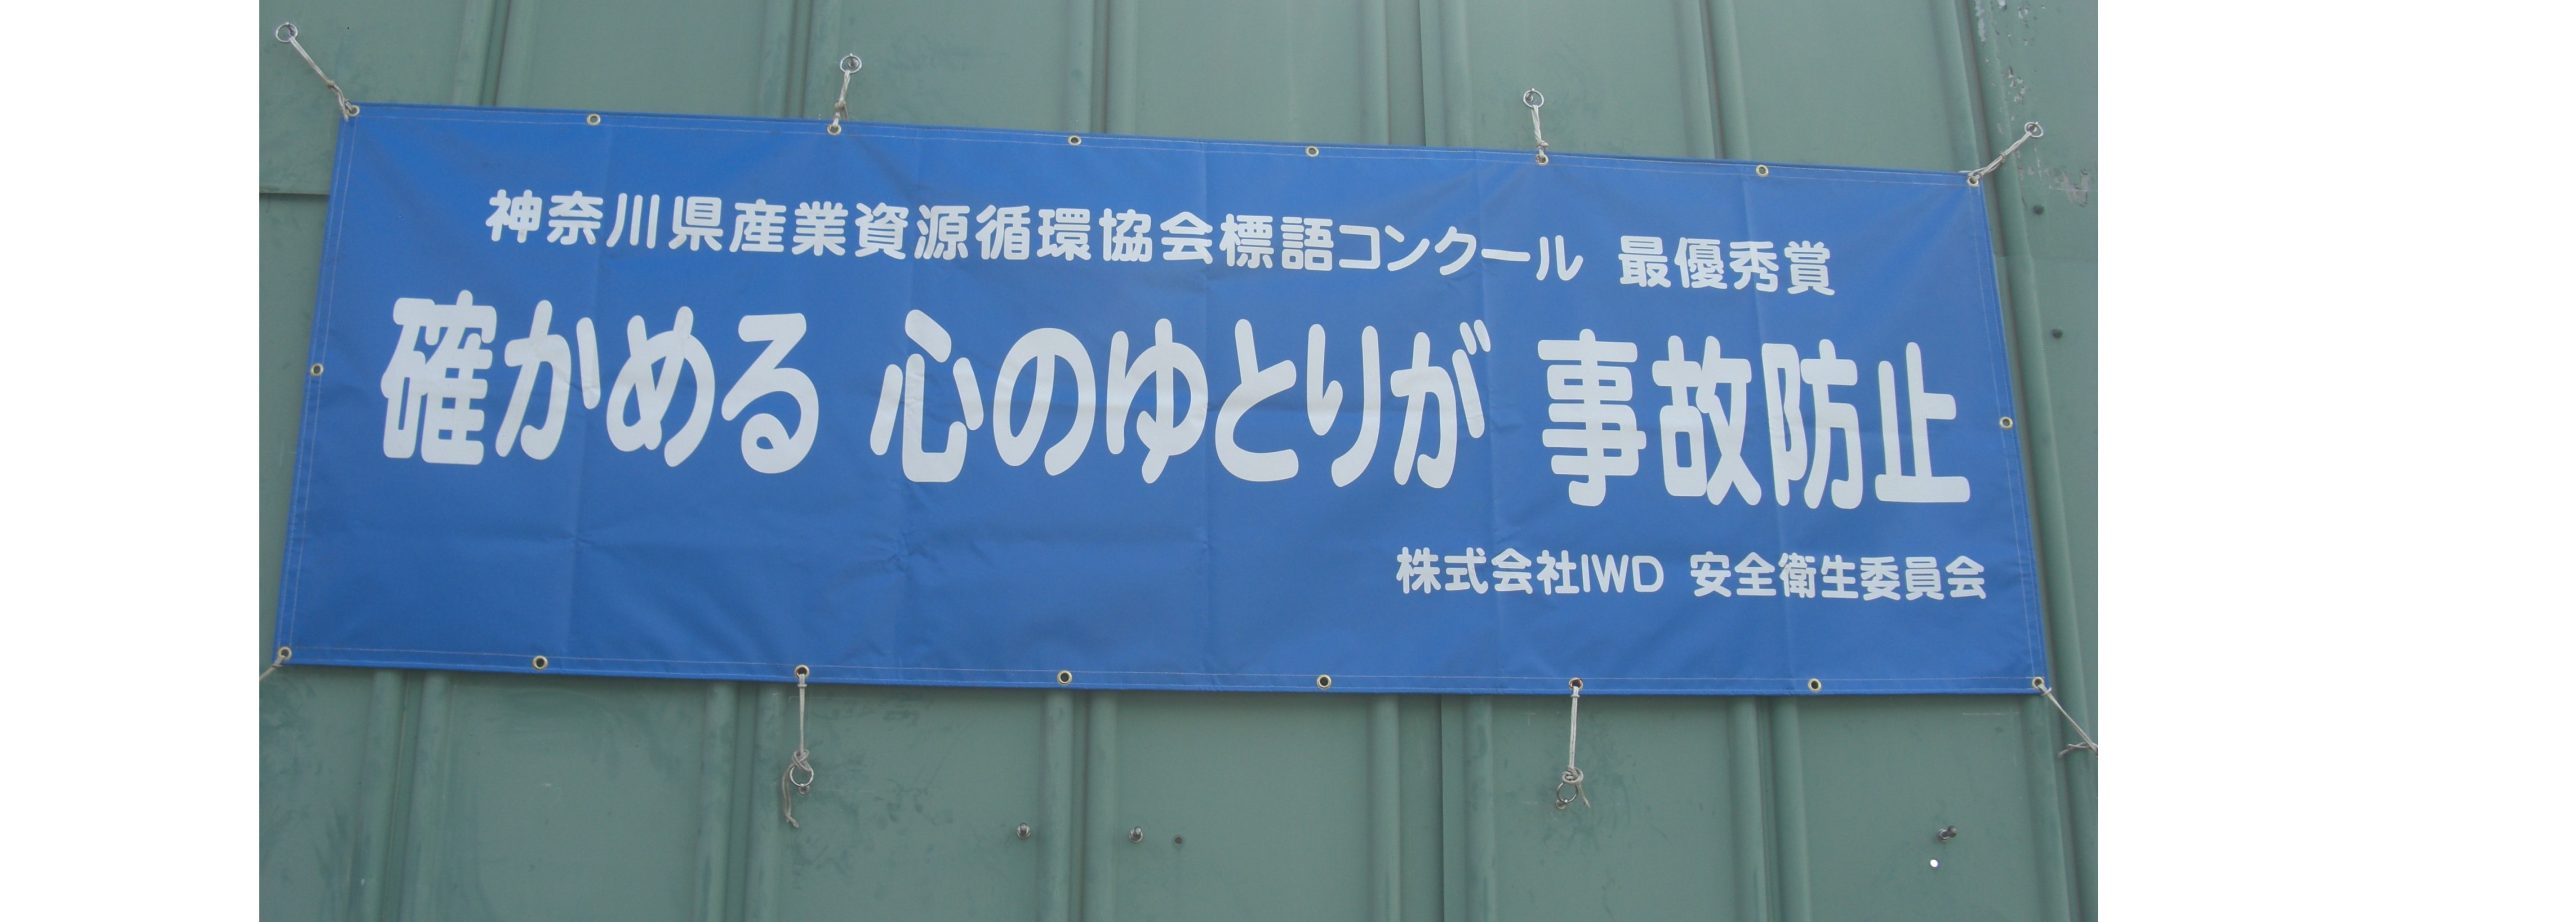 神奈川県産業資源循環協会標語コンクール 最優秀賞
確かめる 心のゆとりが 事故防止
株式会社IWD 安全衛生委員会